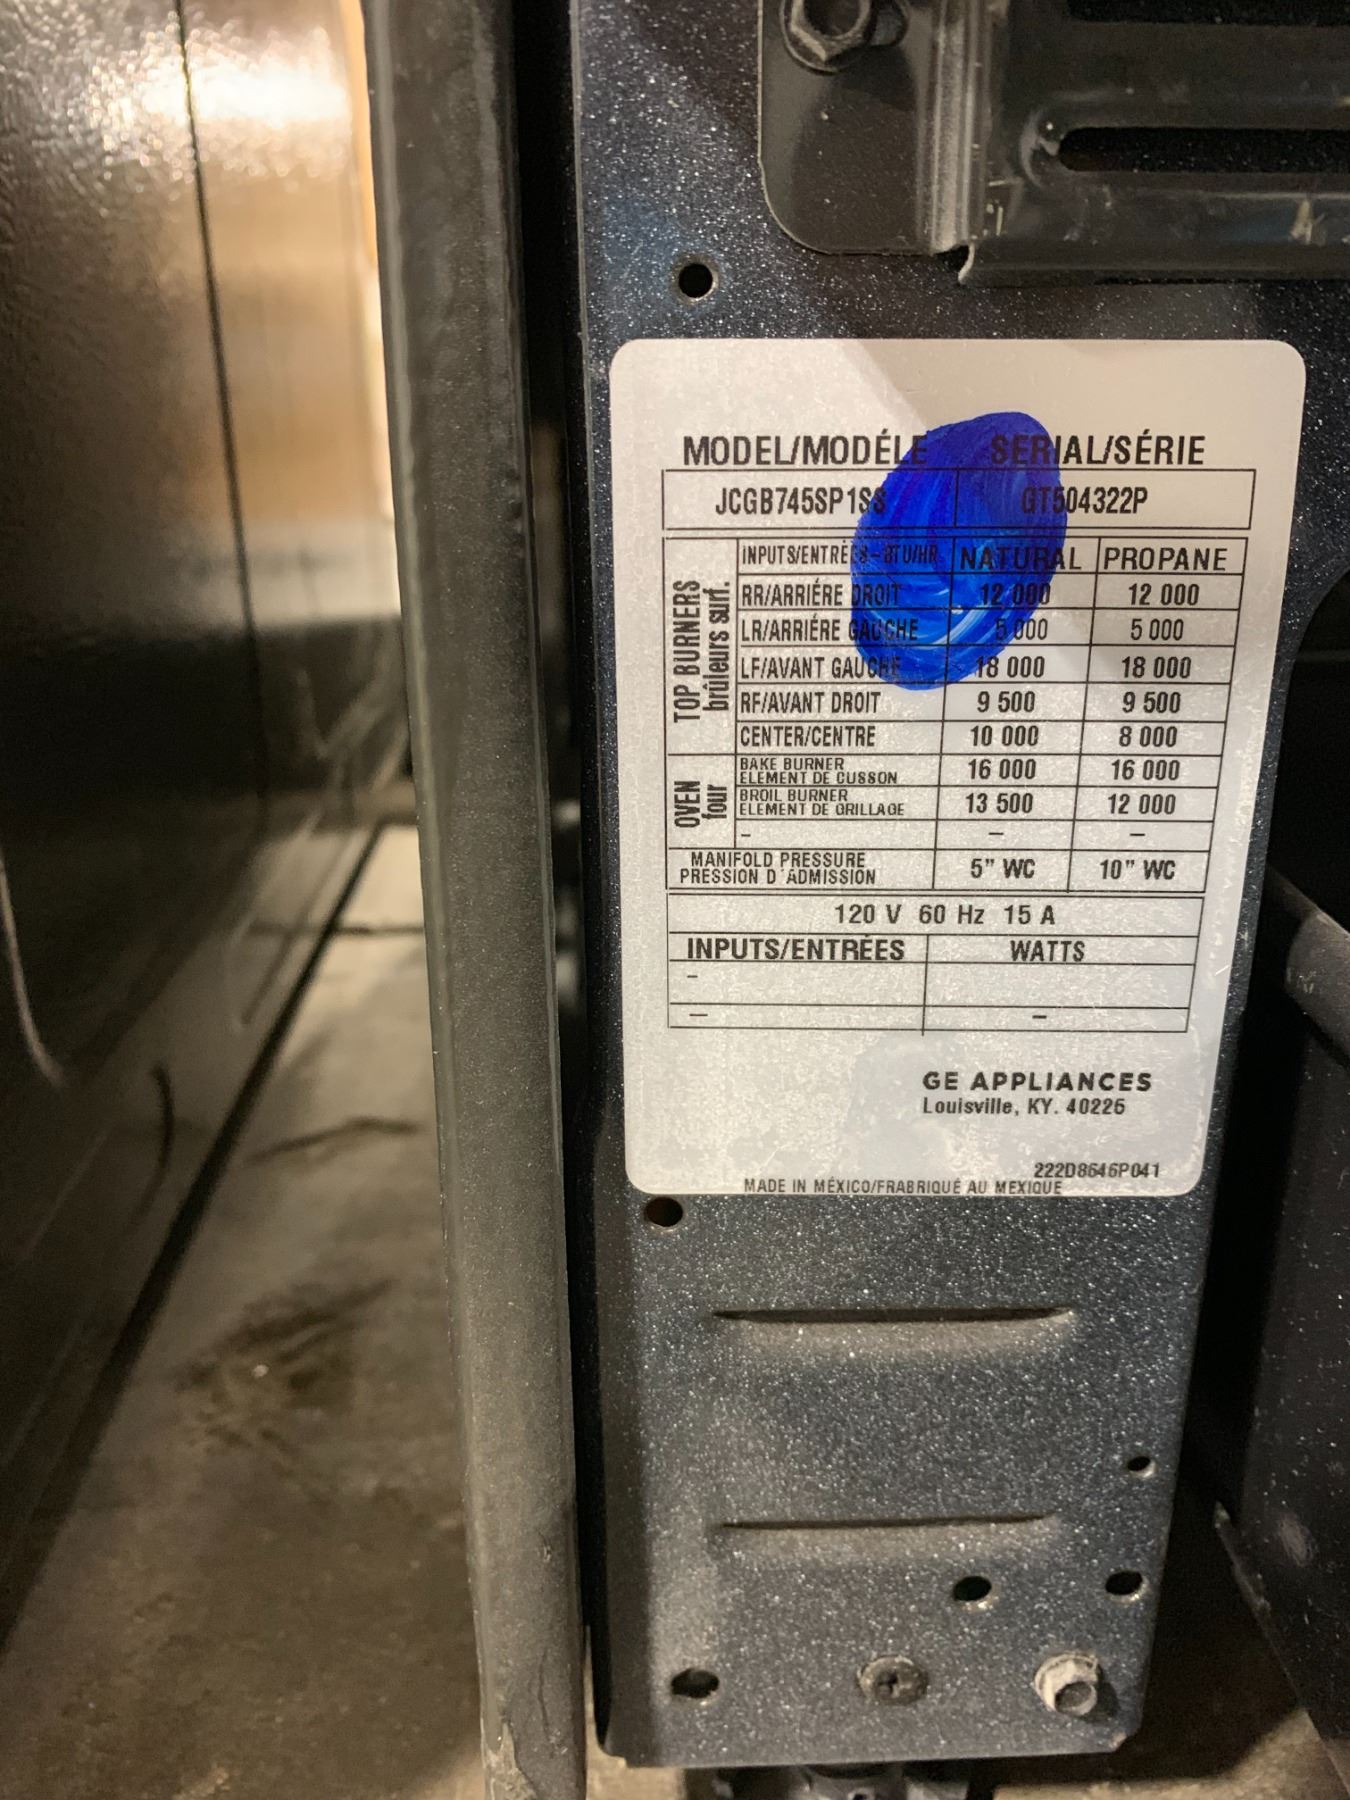 MODEL/MODÉLE SERIAL/SÉRIE
JCGB745SP1SS GT504322P
TOP BURNERS
brûleurs surf.
INPUTS/ENTRÉES - BTU/HR NATURAL PROPANE
RR/ARRIÉRE DROIT 12 000 12 000
LR/ARRIÉRE GAUCHE 5 000 5 000
LF/AVANT GAUCHE 18 000 18 000
RF/AVANT DROIT 9 500 9 500
CENTER/CENTRE 10 000 8 000
OVEN
four
BAKE BURNER
ELEMENT DE CUSSON 16 000 16 000
BROIL BURNER
ELEMENT DE GRILLAGE 13 500 12 000
- - -
MANIFOLD PRESSURE
PRESSION D'ADMISSION 5" WC 10" WC
120 V 60 Hz 15 A
INPUTS/ENTRÉES WATTS
-
- -
GE APPLIANCES
Louisville, KY. 40225
222D8646P041
MADE IN MÉXICO/FRABRIQUÉ AU MEXIQUE